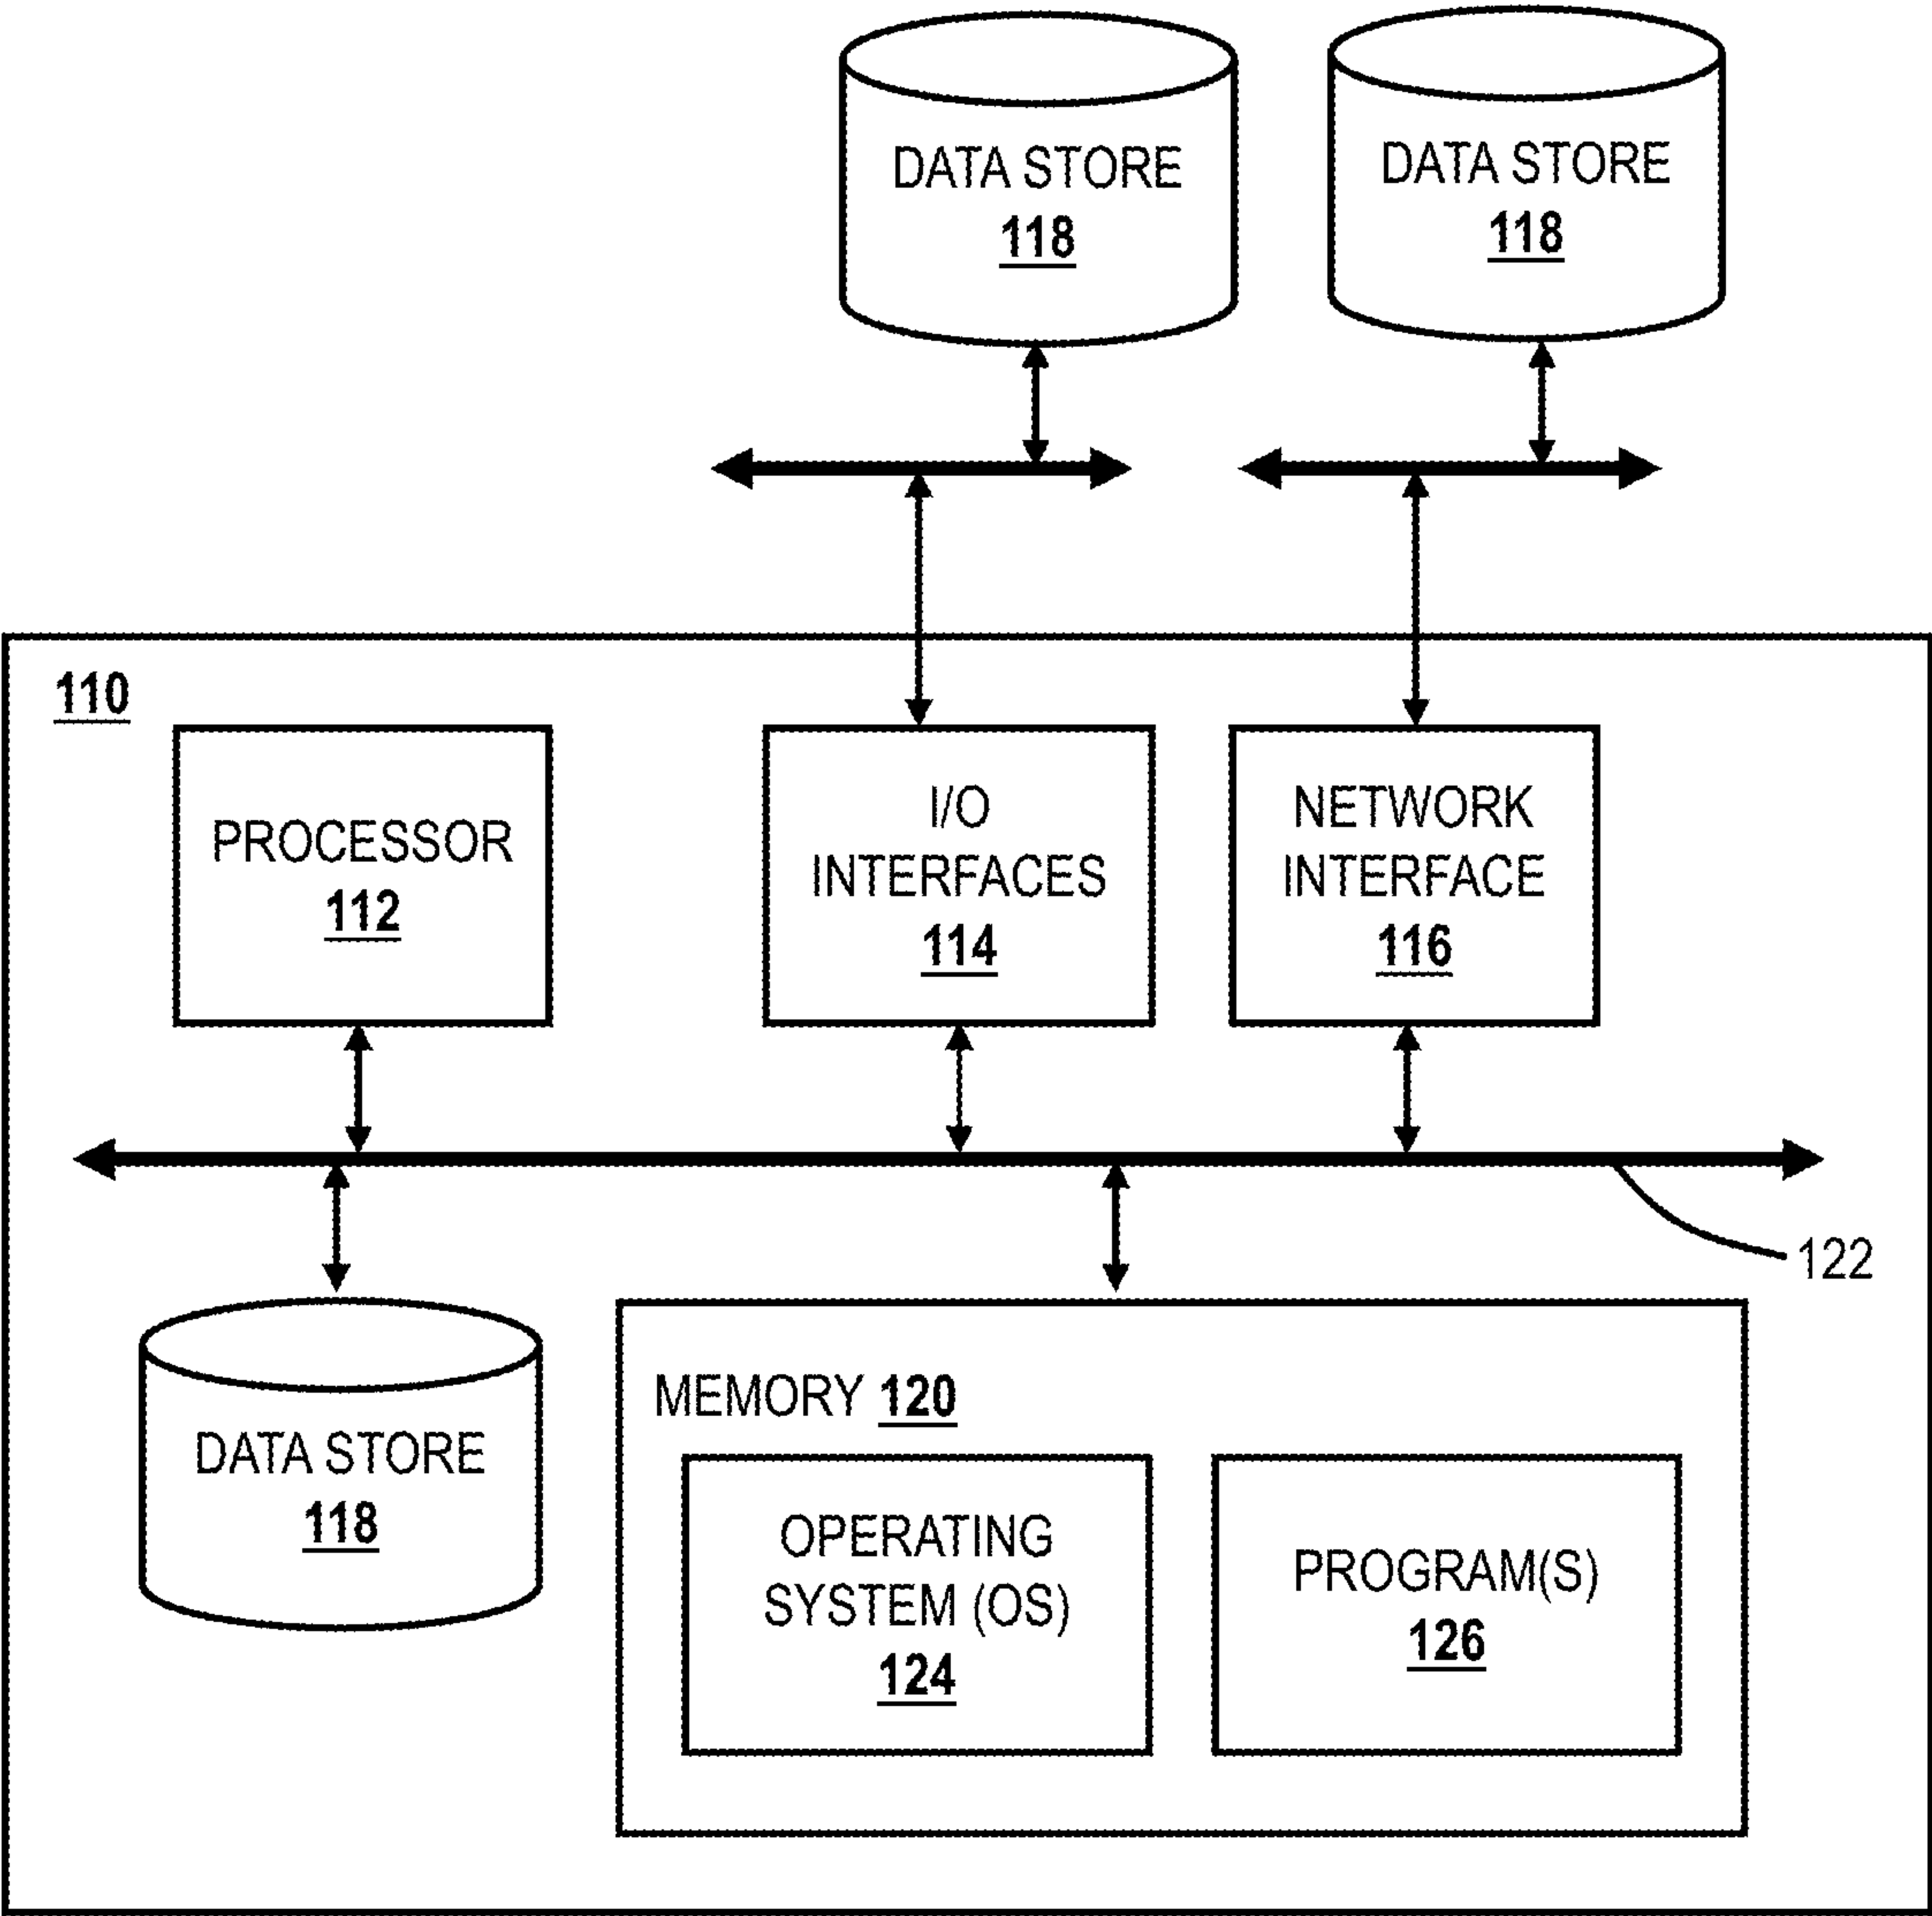 DATA STORE
118
DATA STORE
118
110
PROCESSOR
112
I/O
INTERFACES
114
NETWORK
INTERFACE
116
122
DATA STORE
118
MEMORY 120
OPERATING
SYSTEM (OS)
124
PROGRAM(S)
126